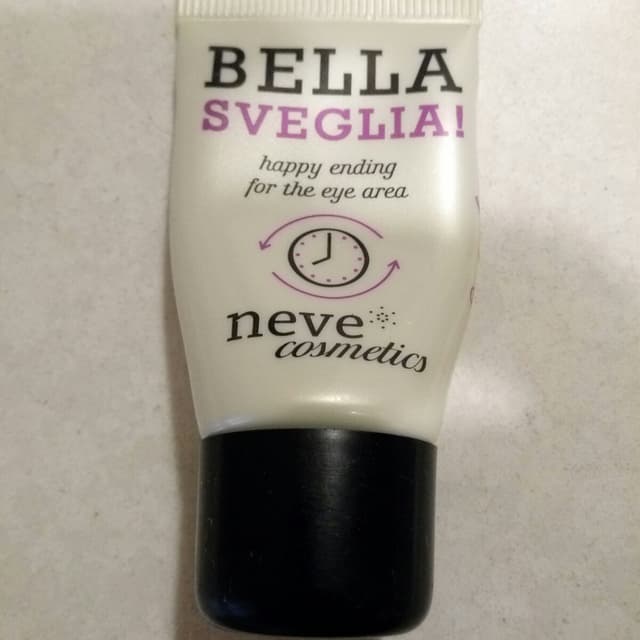 BELLA
SVEGLIA!
happy ending
for the eye area
neve
cosmetics